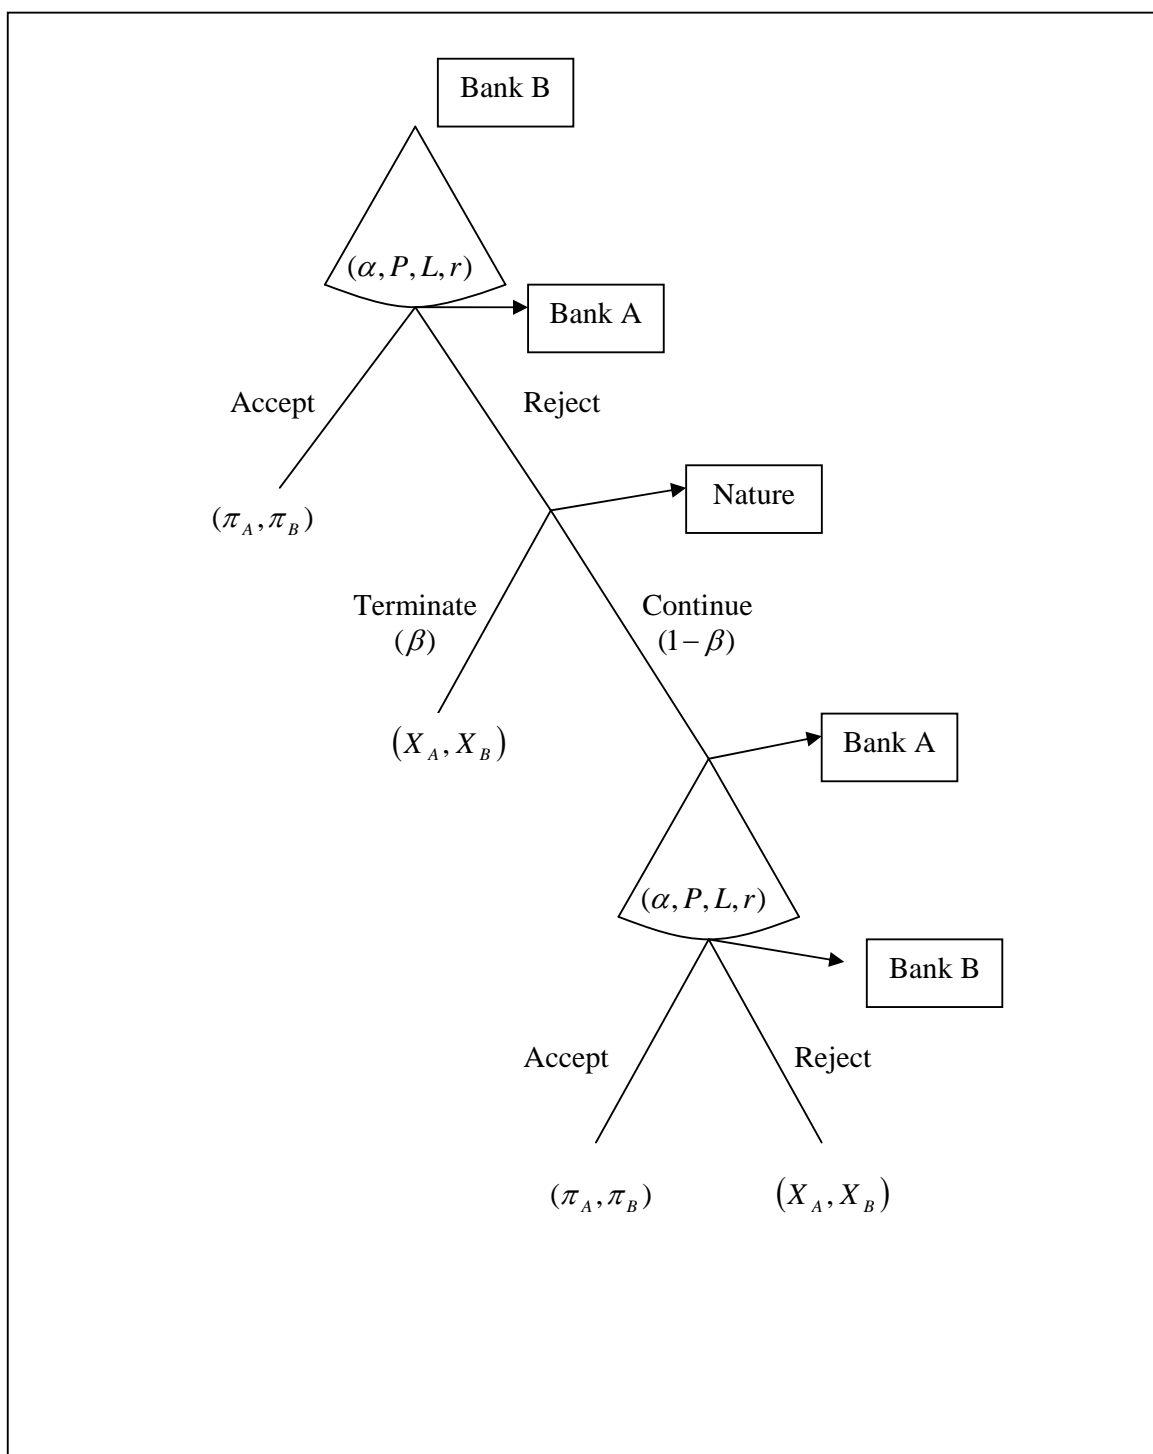 Bank B
(α, P, L, r)
Bank A
Accept
Reject
(π_A, π_B)
Nature
Terminate
(β)
Continue
(1 − β)
(X_A, X_B)
Bank A
(α, P, L, r)
Bank B
Accept
Reject
(π_A, π_B)
(X_A, X_B)